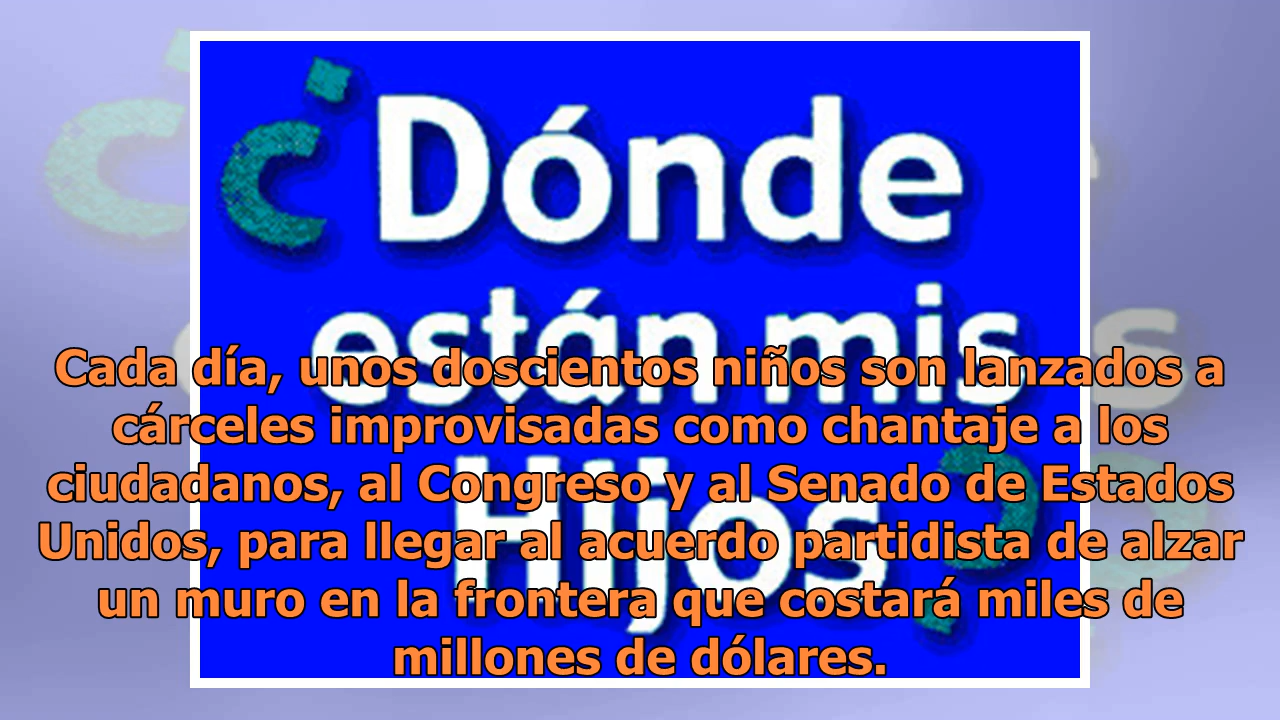 ¿Dónde
están mis
Hijos?
Cada día, unos doscientos niños son lanzados a
cárceles improvisadas como chantaje a los
ciudadanos, al Congreso y al Senado de Estados
Unidos, para llegar al acuerdo partidista de alzar
un muro en la frontera que costará miles de
millones de dólares.